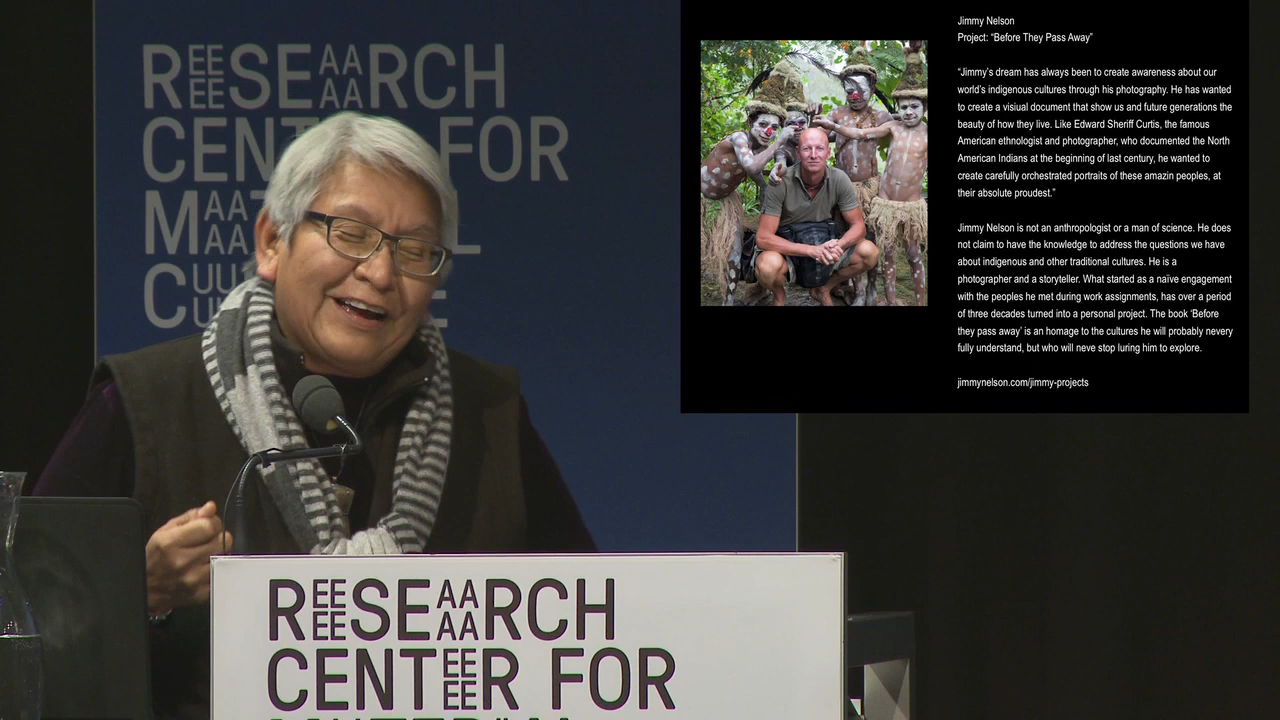 RESEARCH
CENTER FOR
Jimmy Nelson
Project: “Before They Pass Away”
“Jimmy’s dream has always been to create awareness about our
world’s indigenous cultures through his photography. He has wanted
to create a visiual document that show us and future generations the
beauty of how they live. Like Edward Sheriff Curtis, the famous
American ethnologist and photographer, who documented the North
American Indians at the beginning of last century, he wanted to
create carefully orchestrated portraits of these amazin peoples, at
their absolute proudest.”
Jimmy Nelson is not an anthropologist or a man of science. He does
not claim to have the knowledge to address the questions we have
about indigenous and other traditional cultures. He is a
photographer and a storyteller. What started as a naïve engagement
with the peoples he met during work assignments, has over a period
of three decades turned into a personal project. The book ‘Before
they pass away’ is an homage to the cultures he will probably nevery
fully understand, but who will neve stop luring him to explore.
jimmynelson.com/jimmy-projects
RESEARCH
CENTER FOR